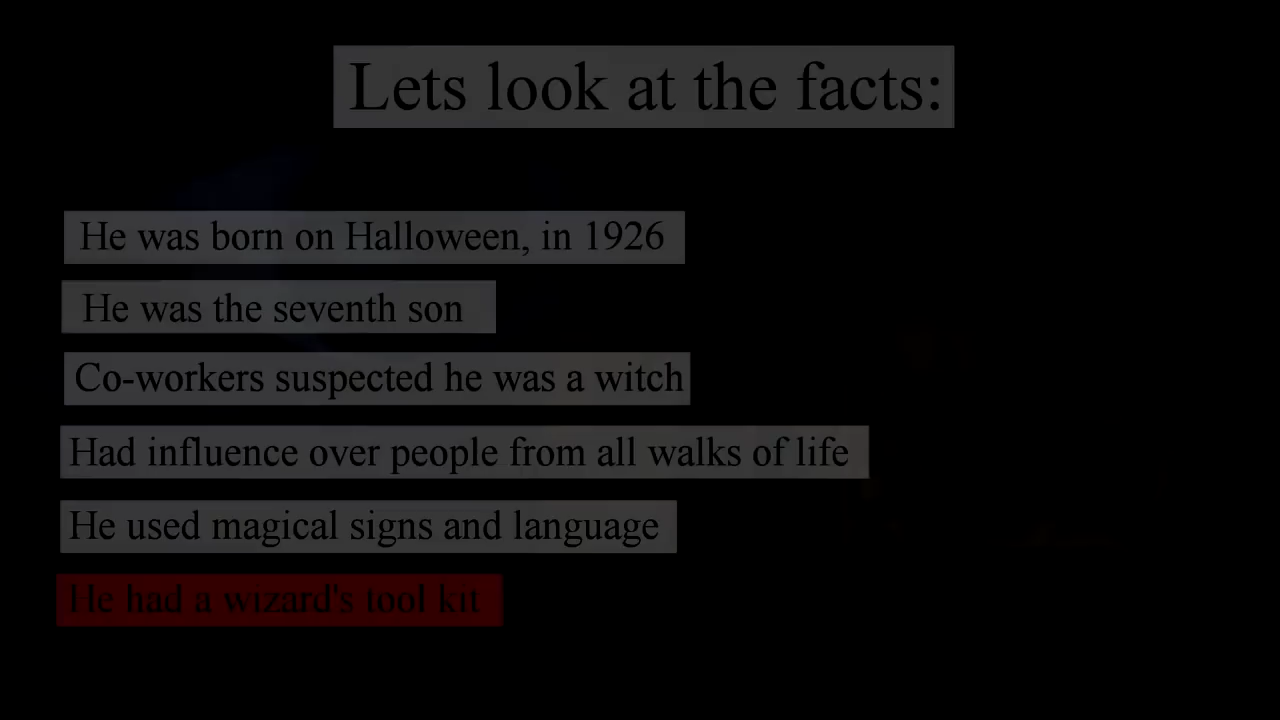 Lets look at the facts:
He was born on Halloween, in 1926
He was the seventh son
Co-workers suspected he was a witch
Had influence over people from all walks of life
He used magical signs and language
He had a wizard's tool kit